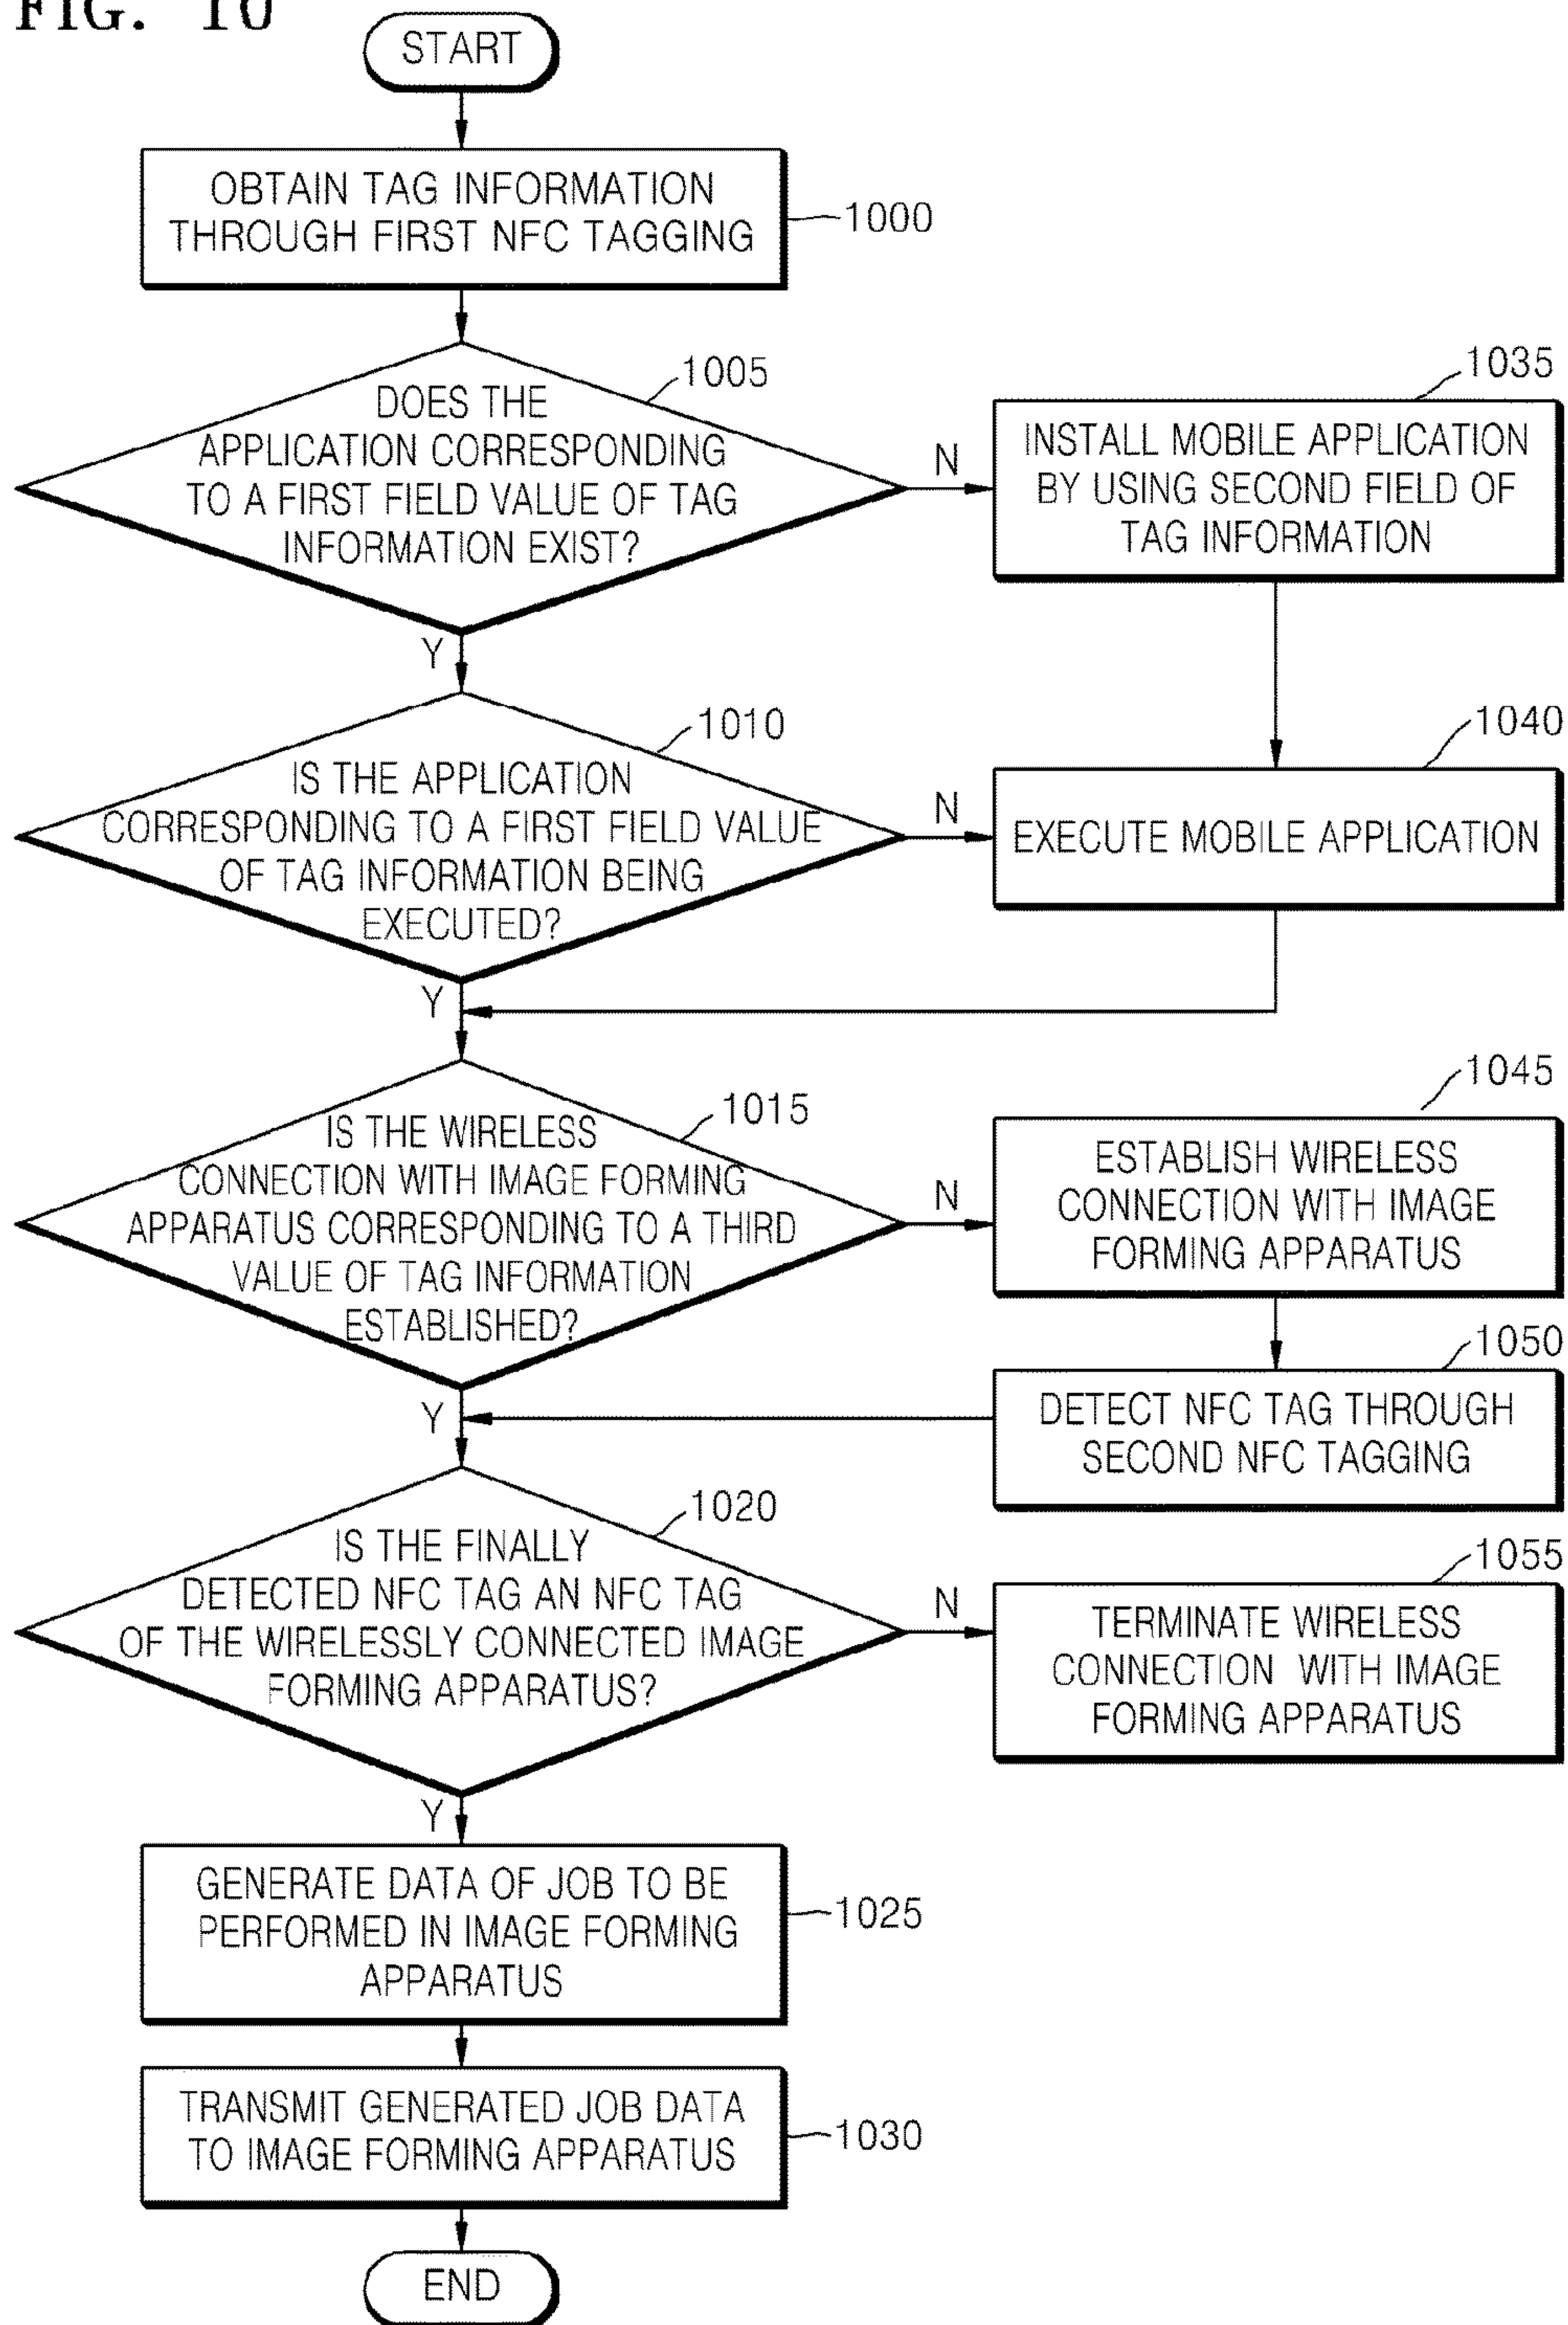 FIG. 10
START
OBTAIN TAG INFORMATION
THROUGH FIRST NFC TAGGING
1000
DOES THE
APPLICATION CORRESPONDING
TO A FIRST FIELD VALUE OF TAG
INFORMATION EXIST?
1005
N
INSTALL MOBILE APPLICATION
BY USING SECOND FIELD OF
TAG INFORMATION
1035
Y
IS THE APPLICATION
CORRESPONDING TO A FIRST FIELD VALUE
OF TAG INFORMATION BEING
EXECUTED?
1010
N
EXECUTE MOBILE APPLICATION
1040
Y
IS THE WIRELESS
CONNECTION WITH IMAGE FORMING
APPARATUS CORRESPONDING TO A THIRD
VALUE OF TAG INFORMATION
ESTABLISHED?
1015
N
ESTABLISH WIRELESS
CONNECTION WITH IMAGE
FORMING APPARATUS
1045
DETECT NFC TAG THROUGH
SECOND NFC TAGGING
1050
Y
IS THE FINALLY
DETECTED NFC TAG AN NFC TAG
OF THE WIRELESSLY CONNECTED IMAGE
FORMING APPARATUS?
1020
N
TERMINATE WIRELESS
CONNECTION WITH IMAGE
FORMING APPARATUS
1055
Y
GENERATE DATA OF JOB TO BE
PERFORMED IN IMAGE FORMING
APPARATUS
1025
TRANSMIT GENERATED JOB DATA
TO IMAGE FORMING APPARATUS
1030
END